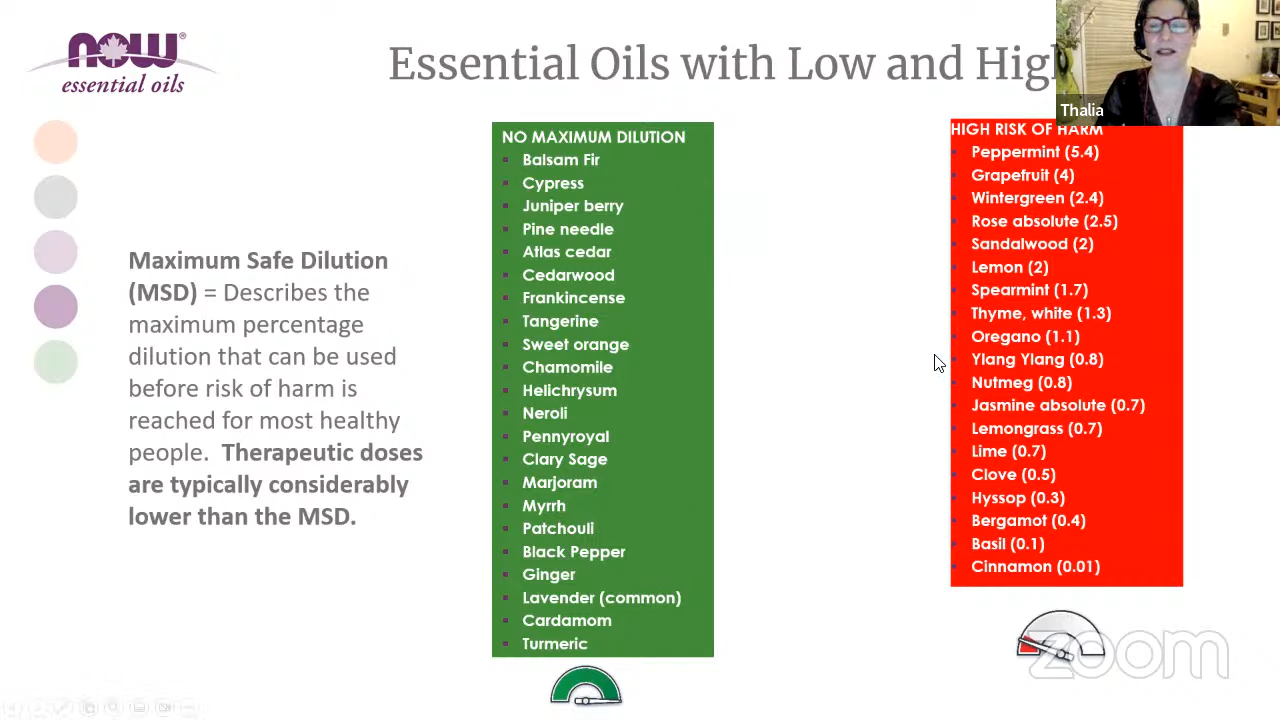 now®
essential oils
Essential Oils with Low and Hig
Thalia
Maximum Safe Dilution
(MSD) = Describes the
maximum percentage
dilution that can be used
before risk of harm is
reached for most healthy
people. Therapeutic doses
are typically considerably
lower than the MSD.
NO MAXIMUM DILUTION
Balsam Fir
Cypress
Juniper berry
Pine needle
Atlas cedar
Cedarwood
Frankincense
Tangerine
Sweet orange
Chamomile
Helichrysum
Neroli
Pennyroyal
Clary Sage
Marjoram
Myrrh
Patchouli
Black Pepper
Ginger
Lavender (common)
Cardamom
Turmeric
HIGH RISK OF HARM
Peppermint (5.4)
Grapefruit (4)
Wintergreen (2.4)
Rose absolute (2.5)
Sandalwood (2)
Lemon (2)
Spearmint (1.7)
Thyme, white (1.3)
Oregano (1.1)
Ylang Ylang (0.8)
Nutmeg (0.8)
Jasmine absolute (0.7)
Lemongrass (0.7)
Lime (0.7)
Clove (0.5)
Hyssop (0.3)
Bergamot (0.4)
Basil (0.1)
Cinnamon (0.01)
zoom